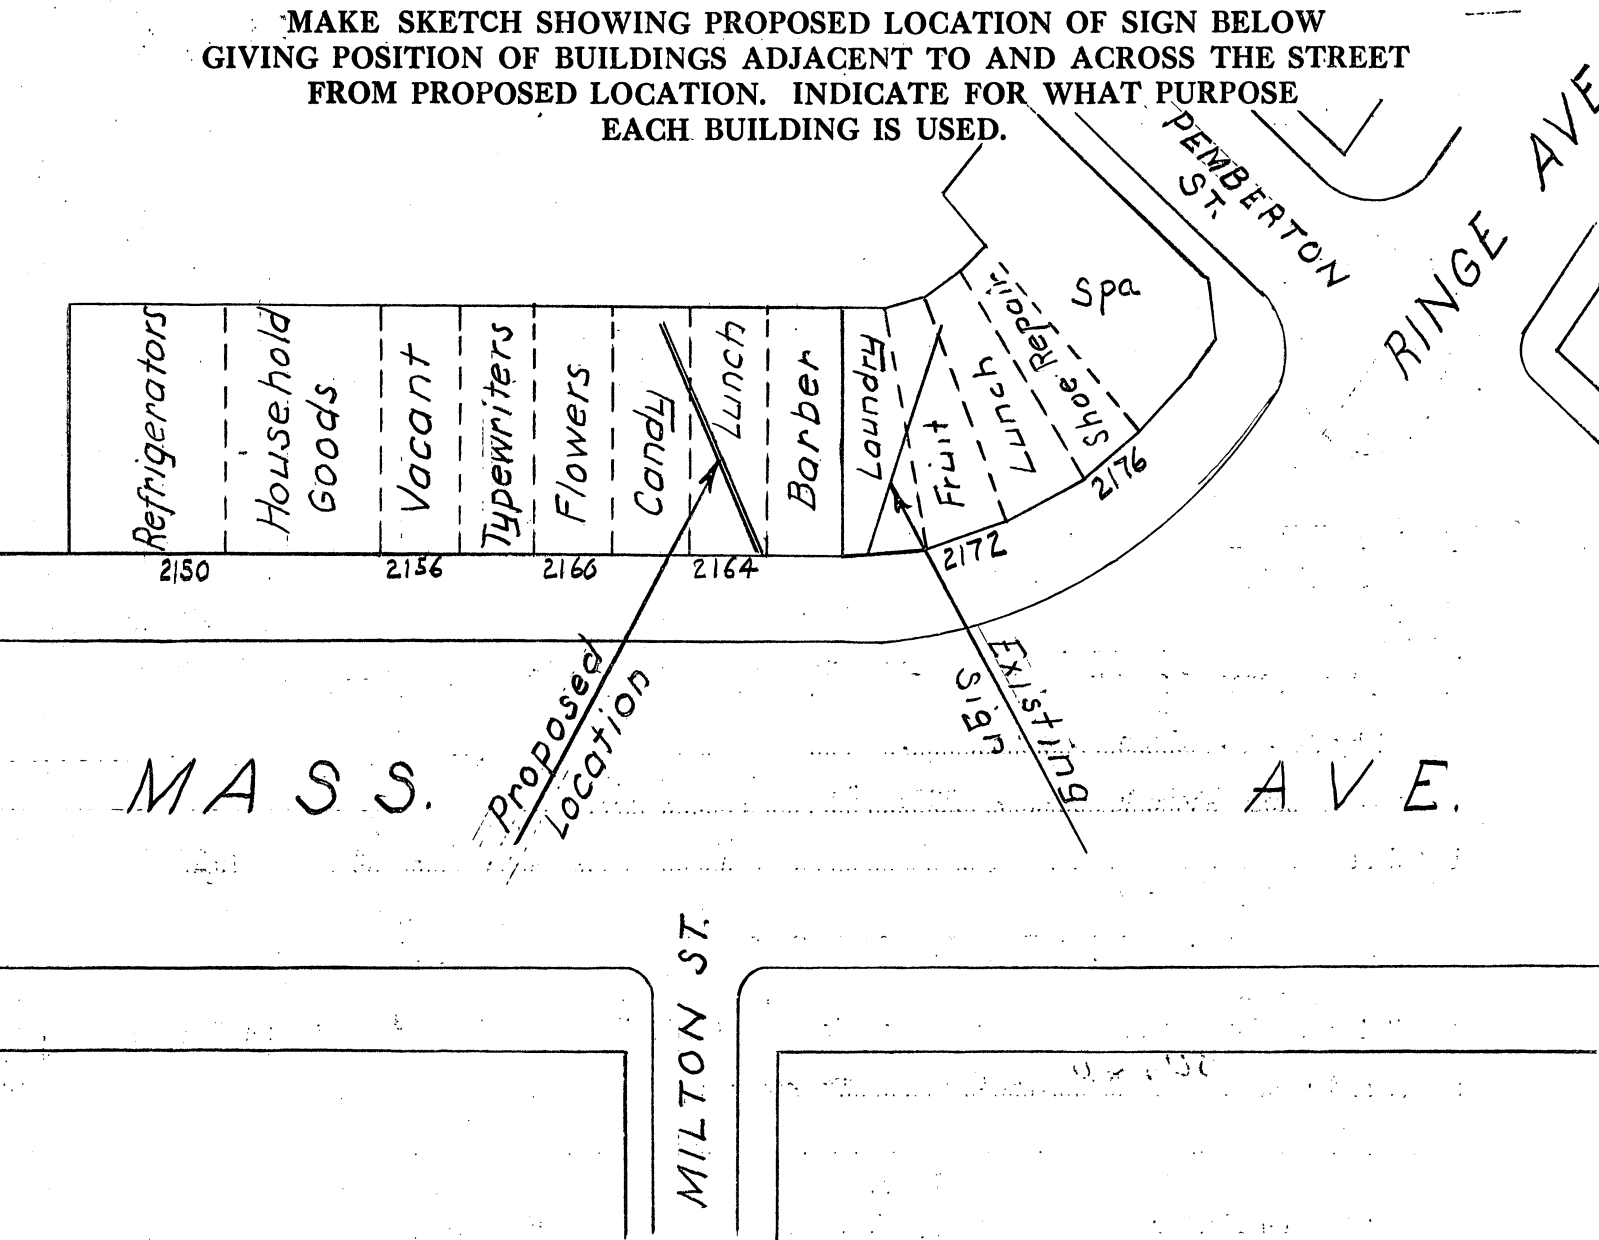 MAKE SKETCH SHOWING PROPOSED LOCATION OF SIGN BELOW
GIVING POSITION OF BUILDINGS ADJACENT TO AND ACROSS THE STREET
FROM PROPOSED LOCATION. INDICATE FOR WHAT PURPOSE
EACH BUILDING IS USED.
PEMBERTON
ST.
RINGE AVE
Refrigerators
Household
Goods
Vacant
Typewriters
Flowers
Candy
Lunch
Barber
Laundry
Fruit
Lunch
Shoe Repair
Spa
2150
2156
2160
2164
2172
2176
Proposed
Location
Existing
Sign
MASS. AVE.
MILTON ST.